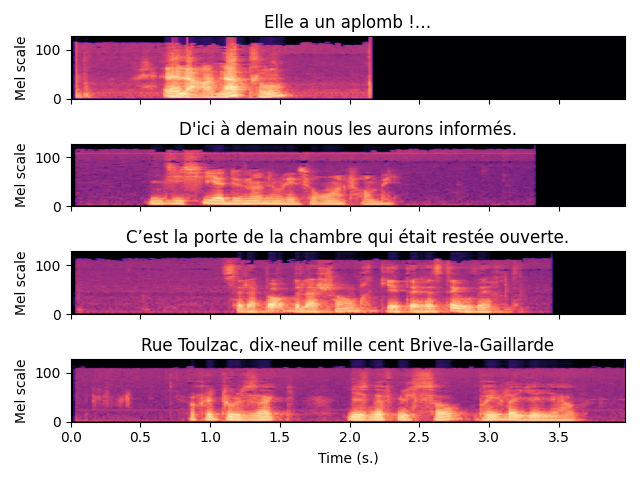 Elle a un aplomb !...
Mel scale
100
0
D'ici à demain nous les aurons informés.
Mel scale
100
0
C’est la porte de la chambre qui était restée ouverte.
Mel scale
100
0
Rue Toulzac, dix-neuf mille cent Brive-la-Gaillarde
Mel scale
100
0
0.0 0.5 1.0 1.5 2.0 2.5 3.0 3.5
Time (s.)